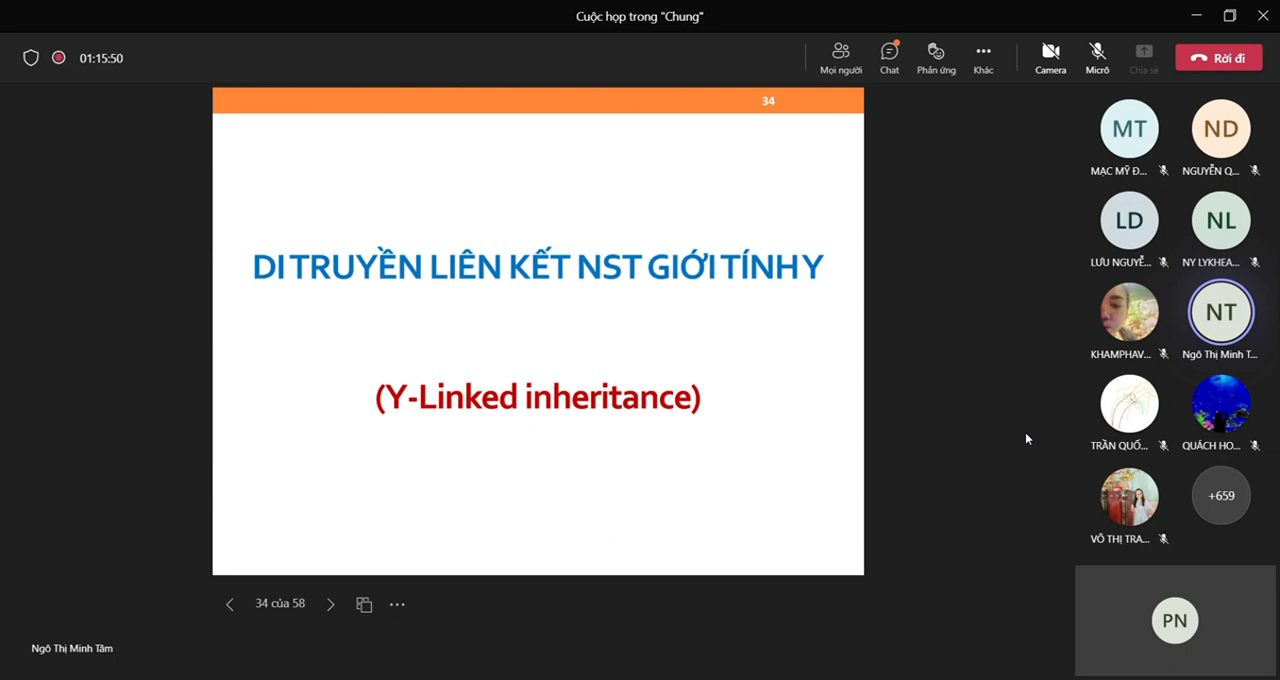 Cuộc họp trong "Chung"
01:15:50
Mọi người
Chat
Phản ứng
Khác
Camera
Micrô
Chia sẻ
Rời đi
34
DI TRUYỀN LIÊN KẾT NST GIỚI TÍNH Y
(Y-Linked inheritance)
MT
ND
MẠC MỸ Đ...
NGUYỄN Q...
LD
NL
LƯU NGUYỄ...
NY LYKHEA...
NT
KHAMPHAV...
Ngô Thị Minh T...
TRẦN QUỐ...
QUÁCH HO...
+659
VÕ THỊ TRA...
34 của 58
PN
Ngô Thị Minh Tâm